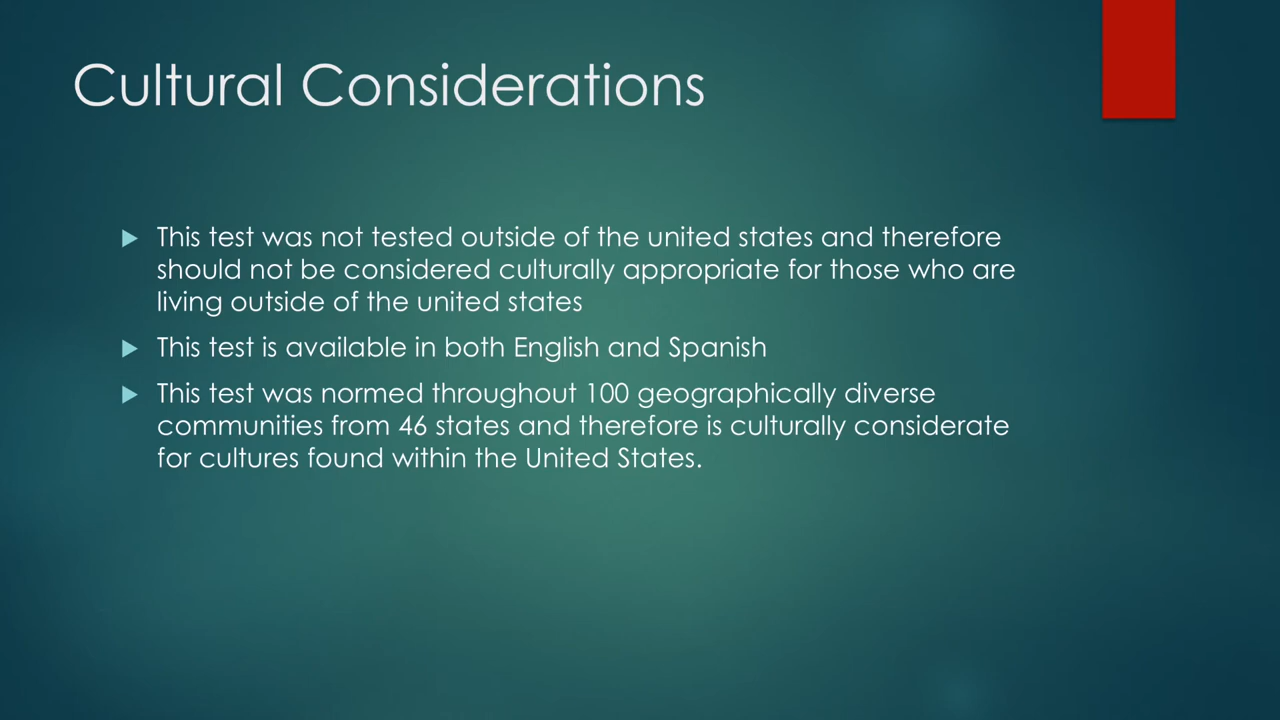 Cultural Considerations
This test was not tested outside of the united states and therefore
should not be considered culturally appropriate for those who are
living outside of the united states
This test is available in both English and Spanish
This test was normed throughout 100 geographically diverse
communities from 46 states and therefore is culturally considerate
for cultures found within the United States.